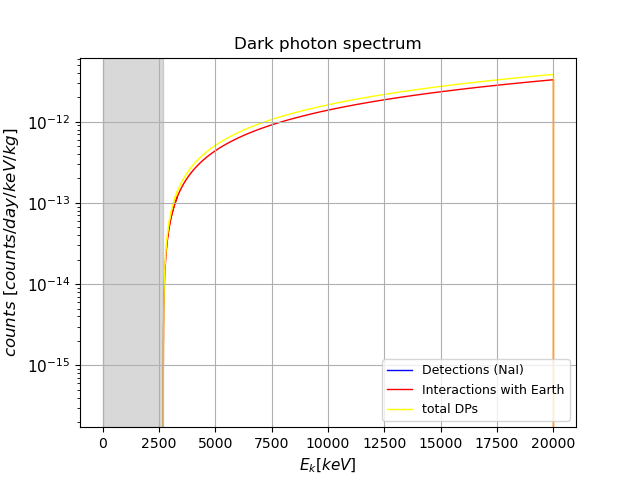 Dark photon spectrum
counts [counts/day/keV/kg]
10⁻¹²
10⁻¹³
10⁻¹⁴
10⁻¹⁵
Detections (NaI)
Interactions with Earth
total DPs
0 2500 5000 7500 10000 12500 15000 17500 20000
Eₖ[keV]